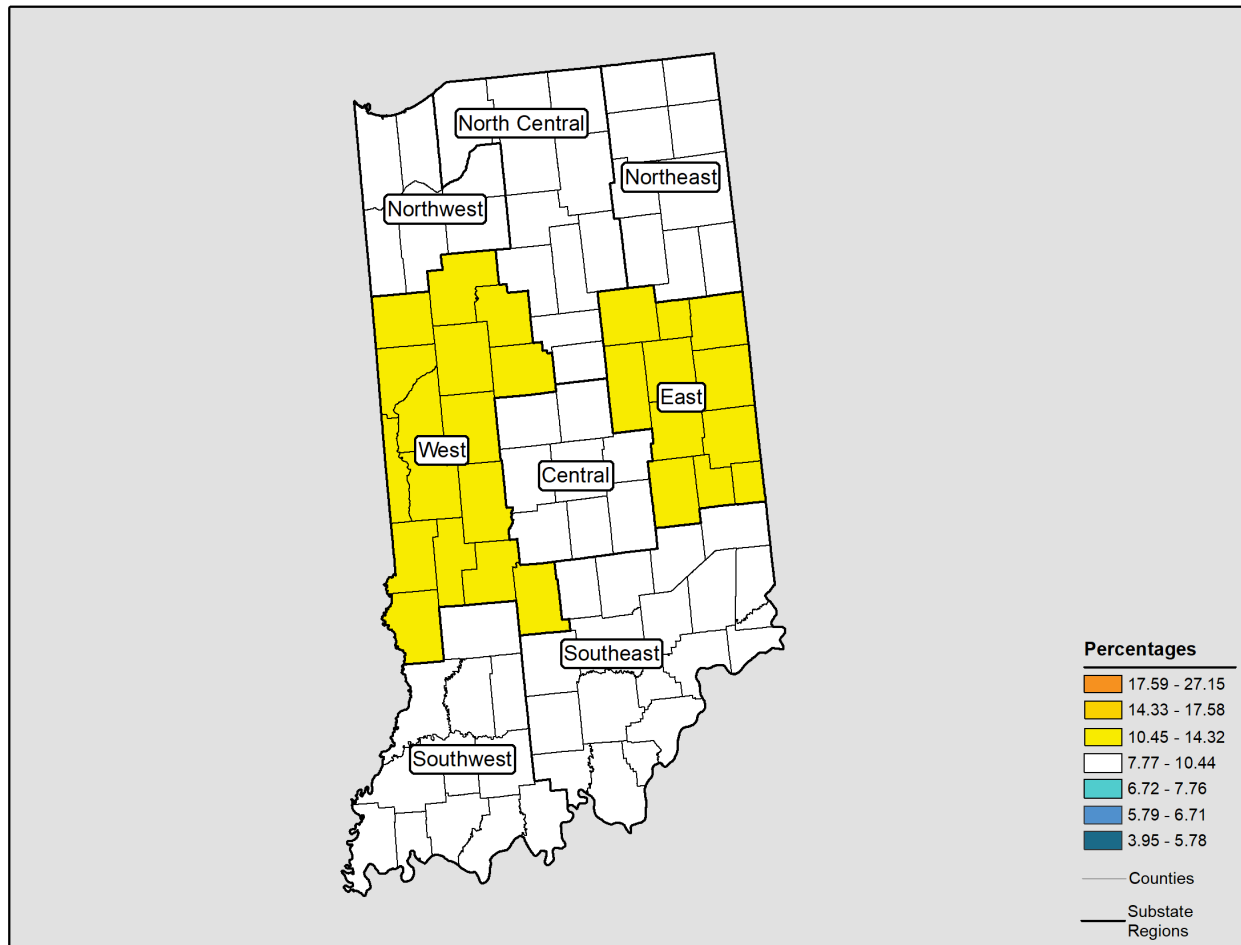 North Central
Northeast
Northwest
East
West
Central
Southeast
Southwest
Percentages
17.59 - 27.15
14.33 - 17.58
10.45 - 14.32
7.77 - 10.44
6.72 - 7.76
5.79 - 6.71
3.95 - 5.78
Counties
Substate
Regions